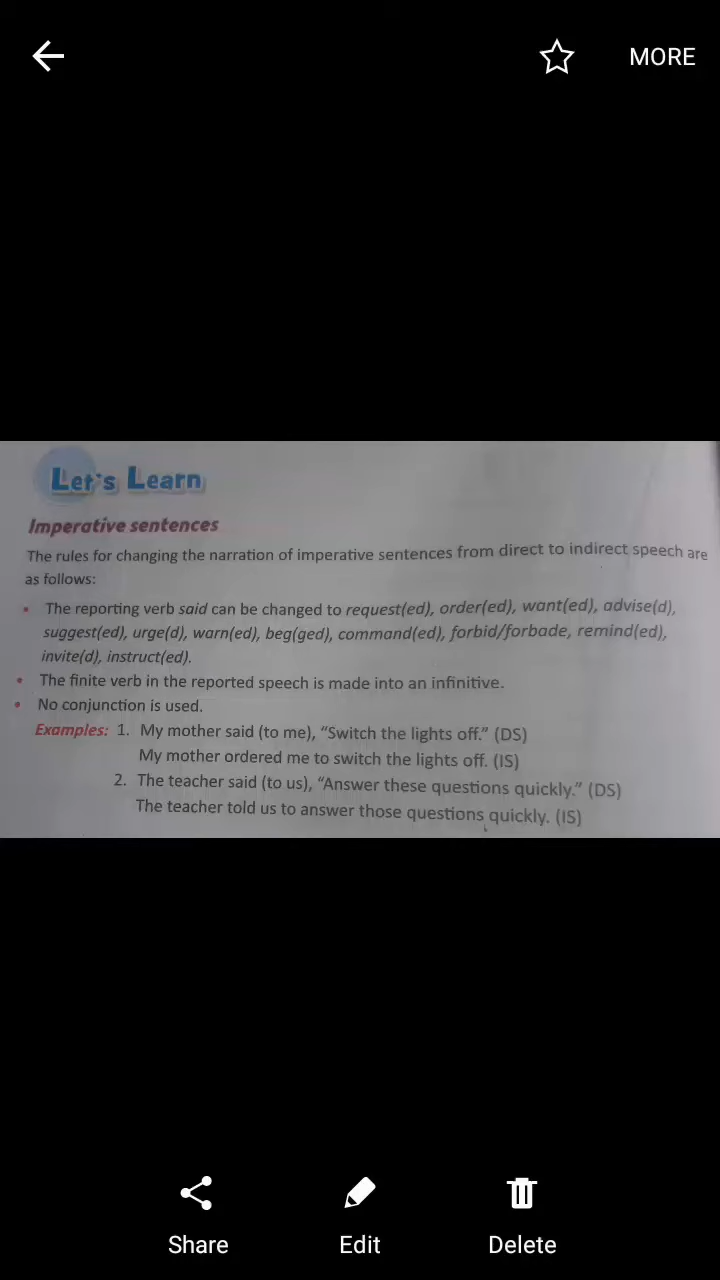 MORE
Let's Learn
Imperative sentences
The rules for changing the narration of imperative sentences from direct to indirect speech are
as follows:
• The reporting verb said can be changed to request(ed), order(ed), want(ed), advise(d),
suggest(ed), urge(d), warn(ed), beg(ged), command(ed), forbid/forbade, remind(ed),
invite(d), instruct(ed).
• The finite verb in the reported speech is made into an infinitive.
• No conjunction is used.
Examples: 1. My mother said (to me), “Switch the lights off.” (DS)
My mother ordered me to switch the lights off. (IS)
2. The teacher said (to us), “Answer these questions quickly.” (DS)
The teacher told us to answer those questions quickly. (IS)
Share Edit Delete